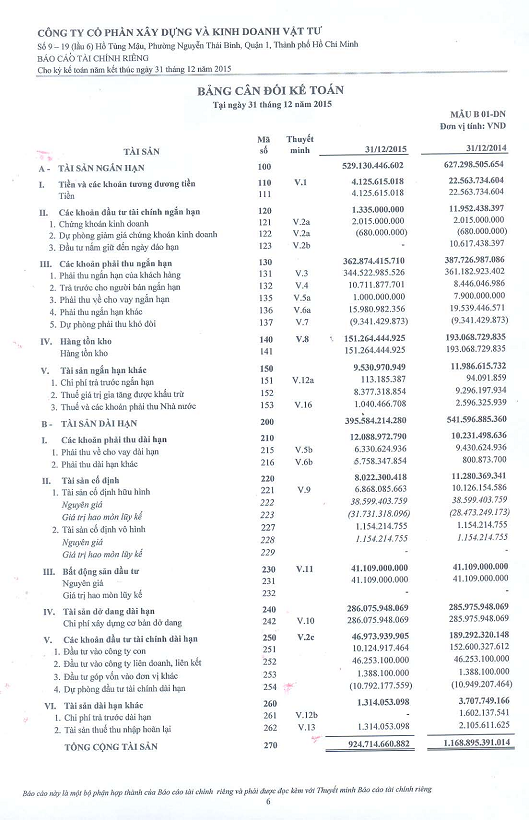 CÔNG TY CỔ PHẦN XÂY DỰNG VÀ KINH DOANH VẬT TƯ
Số 9 – 19 (lầu 6) Hồ Tùng Mậu, Phường Nguyễn Thái Bình, Quận 1, Thành phố Hồ Chí Minh
BÁO CÁO TÀI CHÍNH RIÊNG
Cho kỳ kế toán năm kết thúc ngày 31 tháng 12 năm 2015
BẢNG CÂN ĐỐI KẾ TOÁN
Tại ngày 31 tháng 12 năm 2015
MẪU B 01-DN
Đơn vị tính: VND
TÀI SẢN Mã số Thuyết minh 31/12/2015 31/12/2014
A - TÀI SẢN NGẮN HẠN 100 529.130.446.602 627.298.505.654
I. Tiền và các khoản tương đương tiền 110 V.1 4.125.615.018 22.563.734.604
Tiền 111 4.125.615.018 22.563.734.604
II. Các khoản đầu tư tài chính ngắn hạn 120 1.335.000.000 11.952.438.397
1. Chứng khoán kinh doanh 121 V.2a 2.015.000.000 2.015.000.000
2. Dự phòng giảm giá chứng khoán kinh doanh 122 V.2a (680.000.000) (680.000.000)
3. Đầu tư nắm giữ đến ngày đáo hạn 123 V.2b - 10.617.438.397
III. Các khoản phải thu ngắn hạn 130 362.874.415.710 387.726.987.086
1. Phải thu ngắn hạn của khách hàng 131 V.3 344.522.985.526 361.182.923.402
2. Trả trước cho người bán ngắn hạn 132 V.4 10.711.877.701 8.446.046.986
3. Phải thu về cho vay ngắn hạn 135 V.5a 1.000.000.000 7.900.000.000
4. Phải thu ngắn hạn khác 136 V.6a 15.980.982.356 19.539.446.571
5. Dự phòng phải thu khó đòi 137 V.7 (9.341.429.873) (9.341.429.873)
IV. Hàng tồn kho 140 V.8 151.264.444.925 193.068.729.835
Hàng tồn kho 141 151.264.444.925 193.068.729.835
V. Tài sản ngắn hạn khác 150 9.530.970.949 11.986.615.732
1. Chi phí trả trước ngắn hạn 151 V.12a 113.185.387 94.091.859
2. Thuế giá trị gia tăng được khấu trừ 152 8.377.318.854 9.296.197.934
3. Thuế và các khoản phải thu Nhà nước 153 V.16 1.040.466.708 2.596.325.939
B - TÀI SẢN DÀI HẠN 200 395.584.214.280 541.596.885.360
I. Các khoản phải thu dài hạn 210 12.088.972.790 10.231.498.636
1. Phải thu về cho vay dài hạn 215 V.5b 6.330.624.936 9.430.624.936
2. Phải thu dài hạn khác 216 V.6b 5.758.347.854 800.873.700
II. Tài sản cố định 220 8.022.300.418 11.280.369.341
1. Tài sản cố định hữu hình 221 V.9 6.868.085.663 10.126.154.586
Nguyên giá 222 38.599.403.759 38.599.403.759
Giá trị hao mòn lũy kế 223 (31.731.318.096) (28.473.249.173)
2. Tài sản cố định vô hình 227 1.154.214.755 1.154.214.755
Nguyên giá 228 1.154.214.755 1.154.214.755
Giá trị hao mòn lũy kế 229 - -
III. Bất động sản đầu tư 230 V.11 41.109.000.000 41.109.000.000
Nguyên giá 231 41.109.000.000 41.109.000.000
Giá trị hao mòn lũy kế 232 - -
IV. Tài sản dở dang dài hạn 240 286.075.948.069 285.975.948.069
Chi phí xây dựng cơ bản dở dang 242 V.10 286.075.948.069 285.975.948.069
V. Các khoản đầu tư tài chính dài hạn 250 V.2c 46.973.939.905 189.292.320.148
1. Đầu tư vào công ty con 251 10.124.917.464 152.600.327.612
2. Đầu tư vào công ty liên doanh, liên kết 252 46.253.100.000 46.253.100.000
3. Đầu tư góp vốn vào đơn vị khác 253 1.388.100.000 1.388.100.000
4. Dự phòng đầu tư tài chính dài hạn 254 (10.792.177.559) (10.949.207.464)
VI. Tài sản dài hạn khác 260 1.314.053.098 3.707.749.166
1. Chi phí trả trước dài hạn 261 V.12b - 1.602.137.541
2. Tài sản thuế thu nhập hoãn lại 262 V.13 1.314.053.098 2.105.611.625
TỔNG CỘNG TÀI SẢN 270 924.714.660.882 1.168.895.391.014
Báo cáo này là một bộ phận hợp thành của Báo cáo tài chính riêng và phải được đọc kèm với Thuyết minh Báo cáo tài chính riêng
6